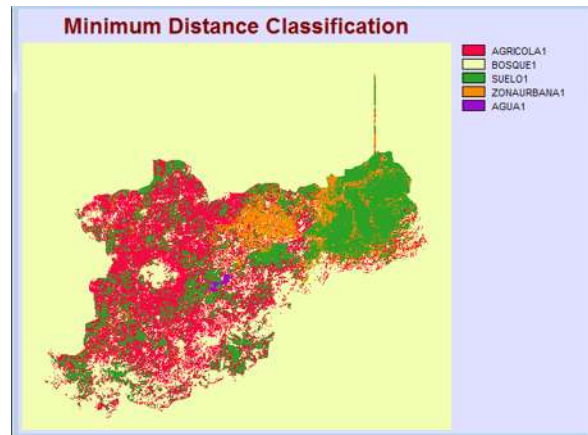 Minimum Distance Classification
AGRICOLA1
BOSQUE1
SUELO1
ZONAURBANA1
AGUA1